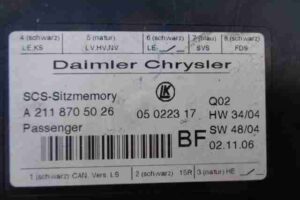 4 (schwarz) 5 (natur) 6 (schwarz) 7 (blau) 8 (schwarz)
LE.KS LV.HV.NV LE. SVS FDS
Daimler Chrysler
SCS-Sitzmemory LK Q02
A 211 870 50 26 05 0223 17 HW 34/04
Passenger BF SW 48/04
02.11.06
1 (schwarz) CAN. Vers. LS 2 (schwarz) 15R 3 (natur) HE